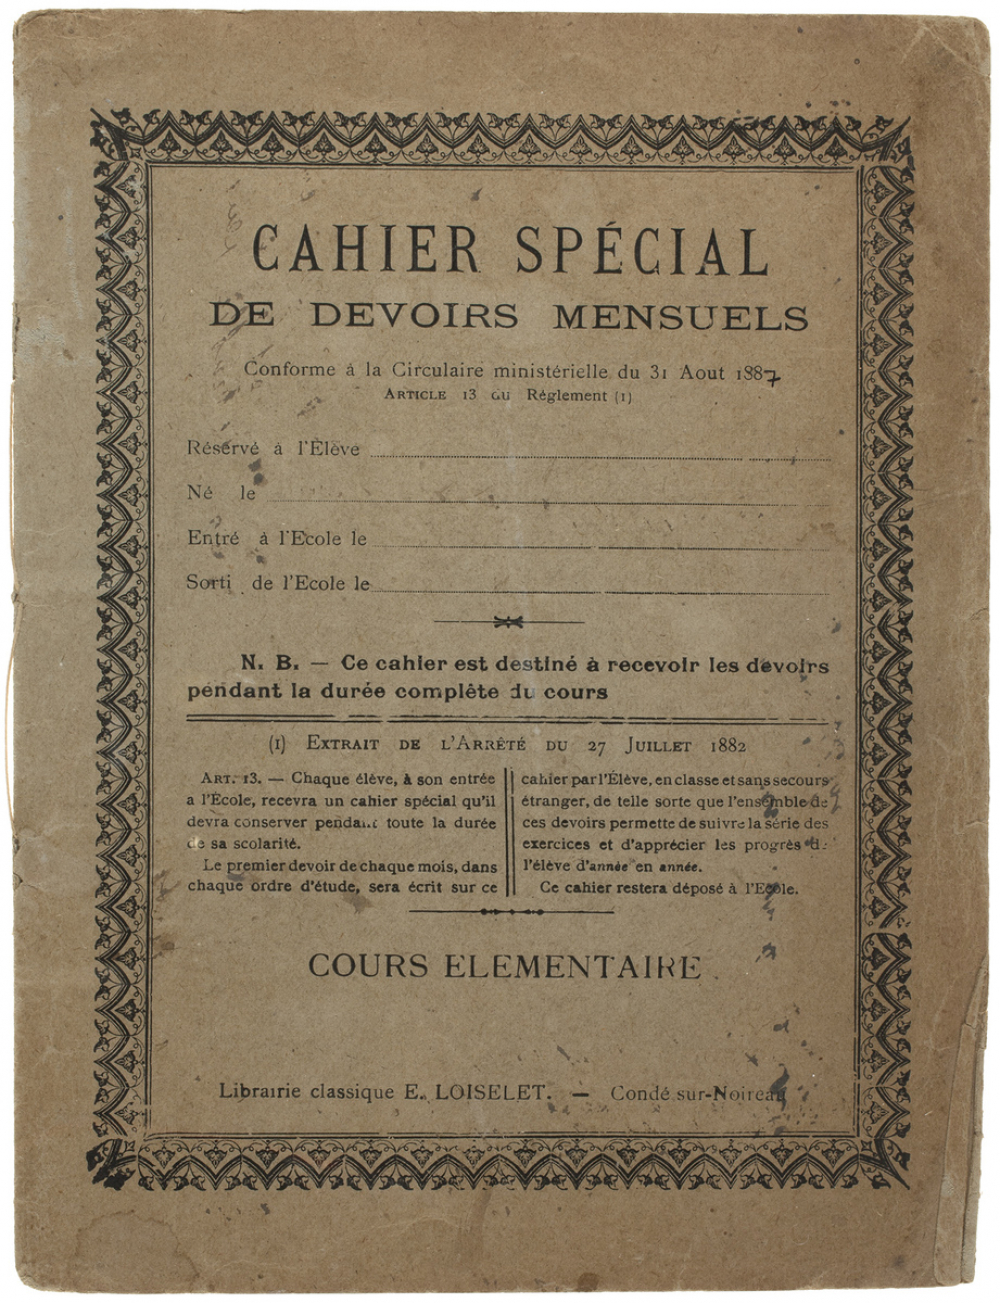 CAHIER SPÉCIAL
DE DEVOIRS MENSUELS
Conforme à la Circulaire ministérielle du 31 Aout 1887
ARTICLE 13 du Règlement (1)
Réservé à l'Élève
Né le
Entré à l'Ecole le
Sorti de l'Ecole le
N. B. — Ce cahier est destiné à recevoir les devoirs
pendant la durée complète du cours
(1) EXTRAIT DE L'ARRÊTÉ DU 27 JUILLET 1882
ART. 13. — Chaque élève, à son entrée
a l'École, recevra un cahier spécial qu'il
devra conserver pendant toute la durée
de sa scolarité.
Le premier devoir de chaque mois, dans
chaque ordre d'étude, sera écrit sur ce
cahier par l'Élève, en classe et sans secours
étranger, de telle sorte que l'ensemble de
ces devoirs permette de suivre la série des
exercices et d'apprécier les progrès de
l'élève d'année en année.
Ce cahier restera déposé à l'Ecole.
COURS ELEMENTAIRE
Librairie classique E. LOISELET. — Condé-sur-Noireau